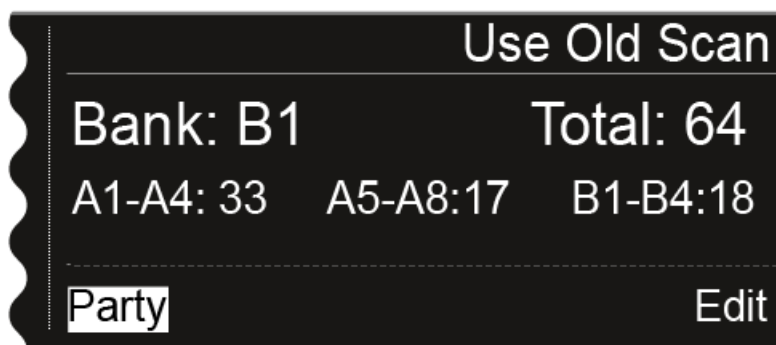 Use Old Scan
Bank: B1 Total: 64
A1-A4: 33 A5-A8:17 B1-B4:18
Party Edit